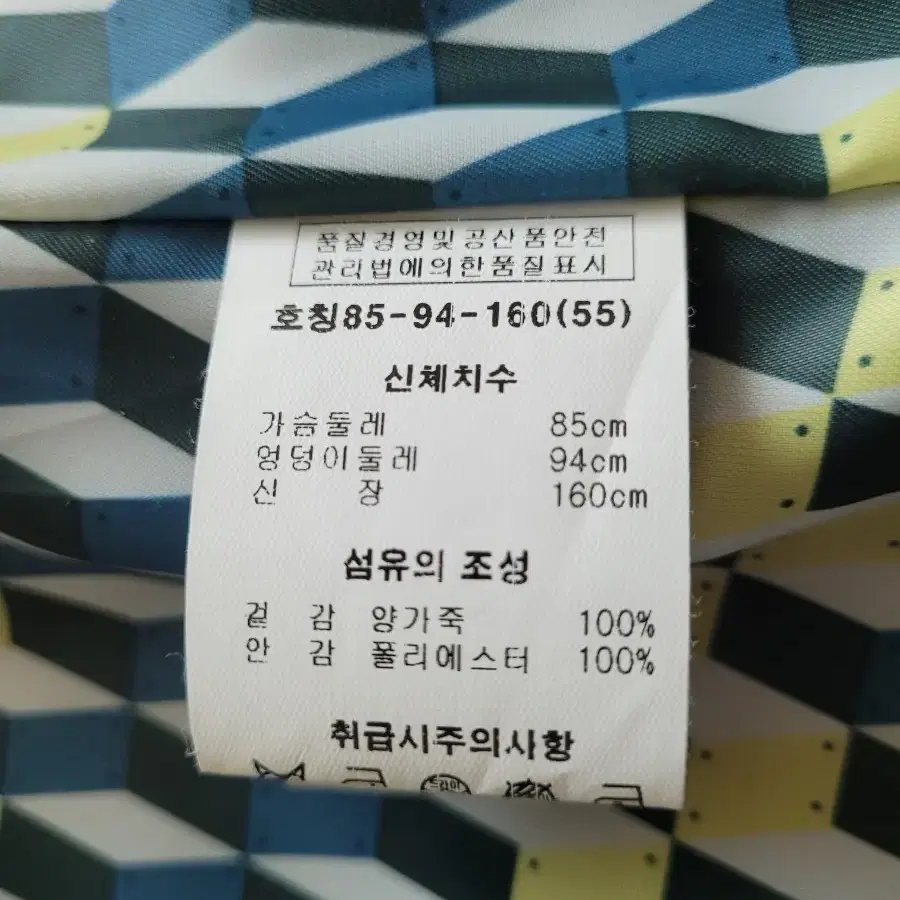 품질경영및공산품안전
관리법에의한품질표시
호칭85-94-160(55)
신체치수
가슴둘레 85cm
엉덩이둘레 94cm
신 장 160cm
섬유의 조성
겉 감 양가죽 100%
안 감 폴리에스터 100%
취급시주의사항